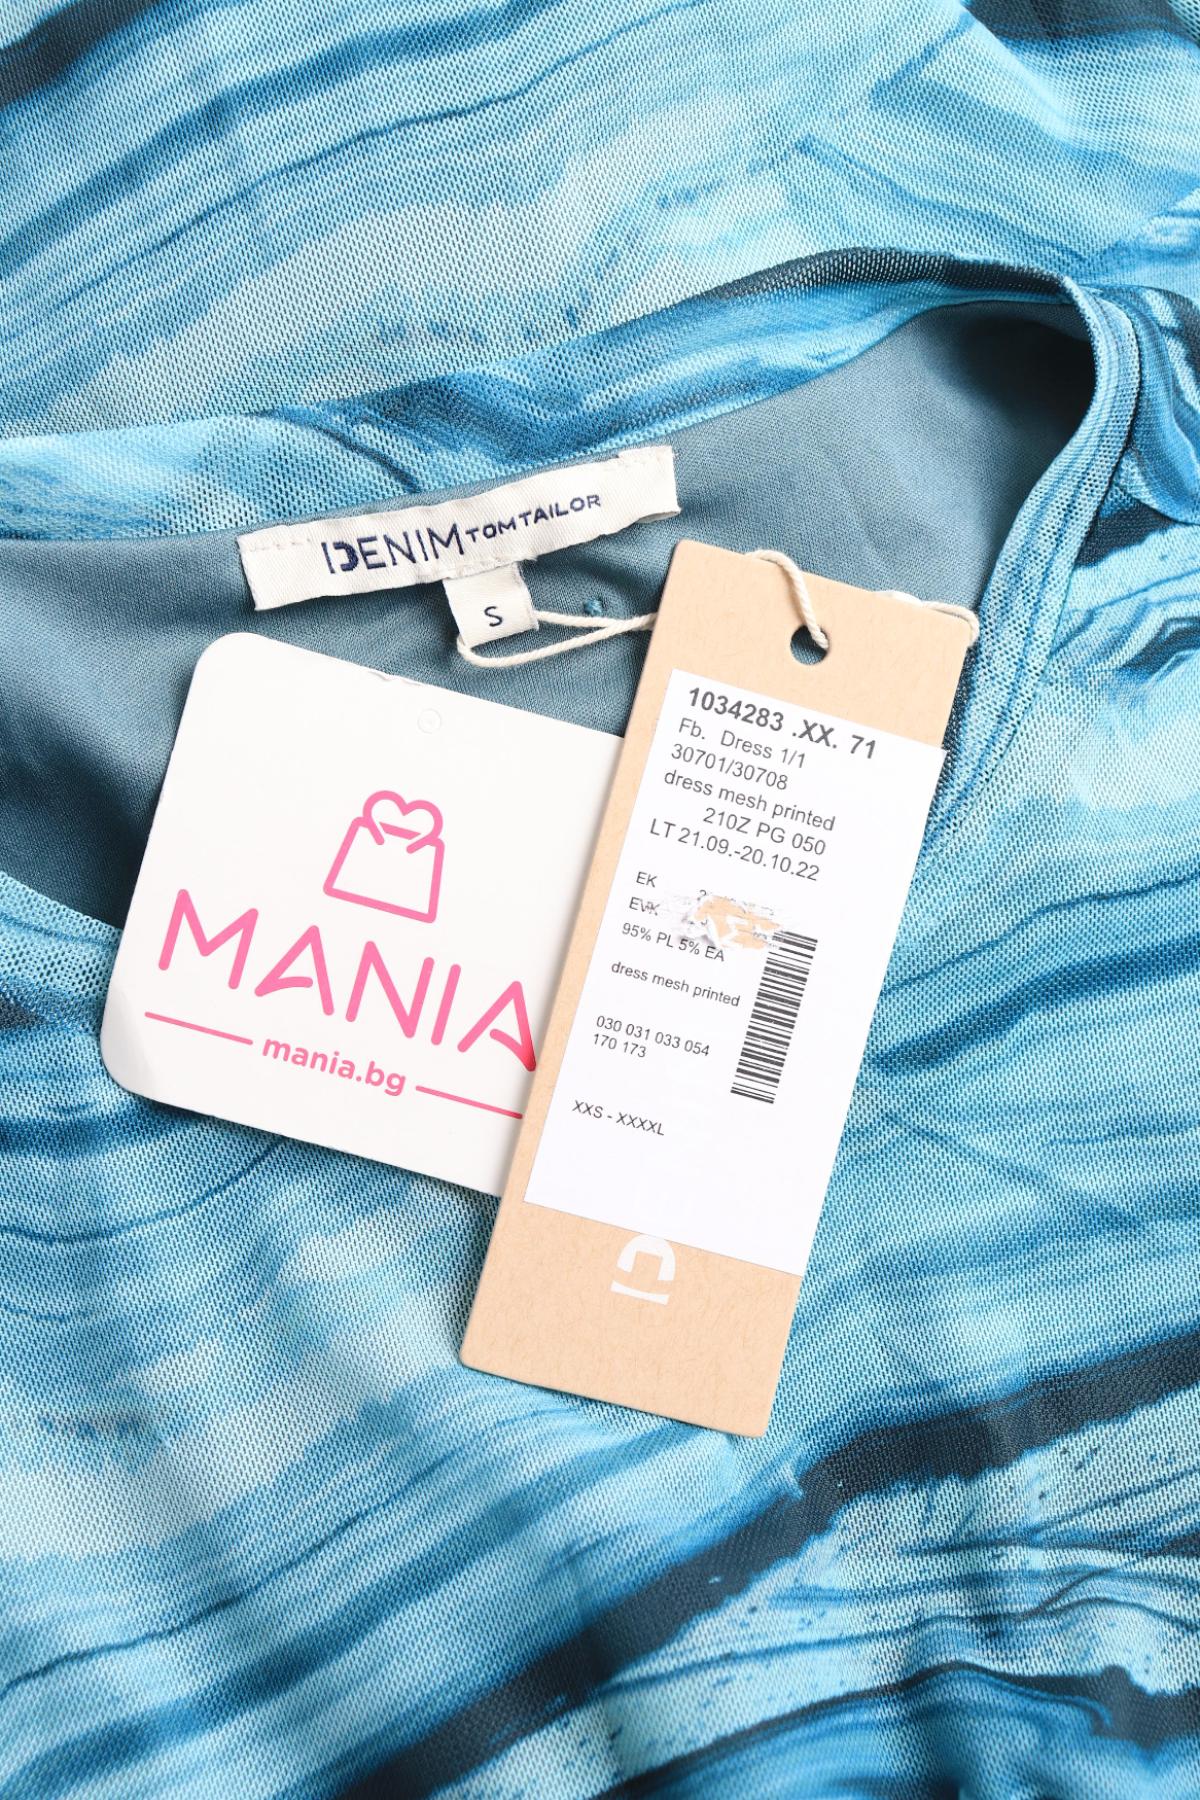 DENIM TOM TAILOR
S
MANIA
mania.bg
1034283 .XX. 71
Fb. Dress 1/1
30701/30708
dress mesh printed
210Z PG 050
LT 21.09.-20.10.22
EK
EVK
95% PL 5% EA
dress mesh printed
030 031 033 054
170 173
XXS - XXXXL